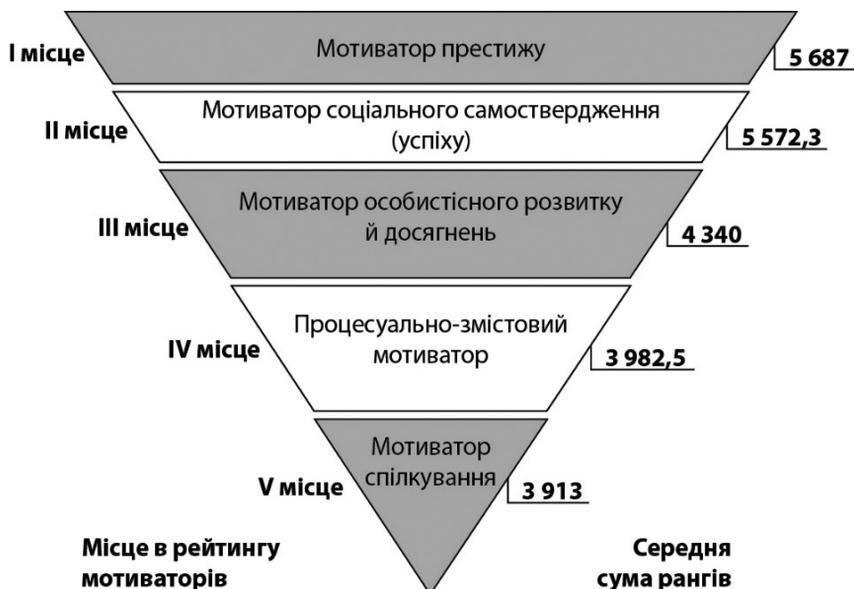 I місце
Мотиватор престижу
5 687
II місце
Мотиватор соціального самоствердження
(успіху)
5 572,3
III місце
Мотиватор особистісного розвитку
й досягнень
4 340
IV місце
Процесуально-змістовий
мотиватор
3 982,5
V місце
Мотиватор
спілкування
3 913
Місце в рейтингу
мотиваторів
Середня
сума рангів